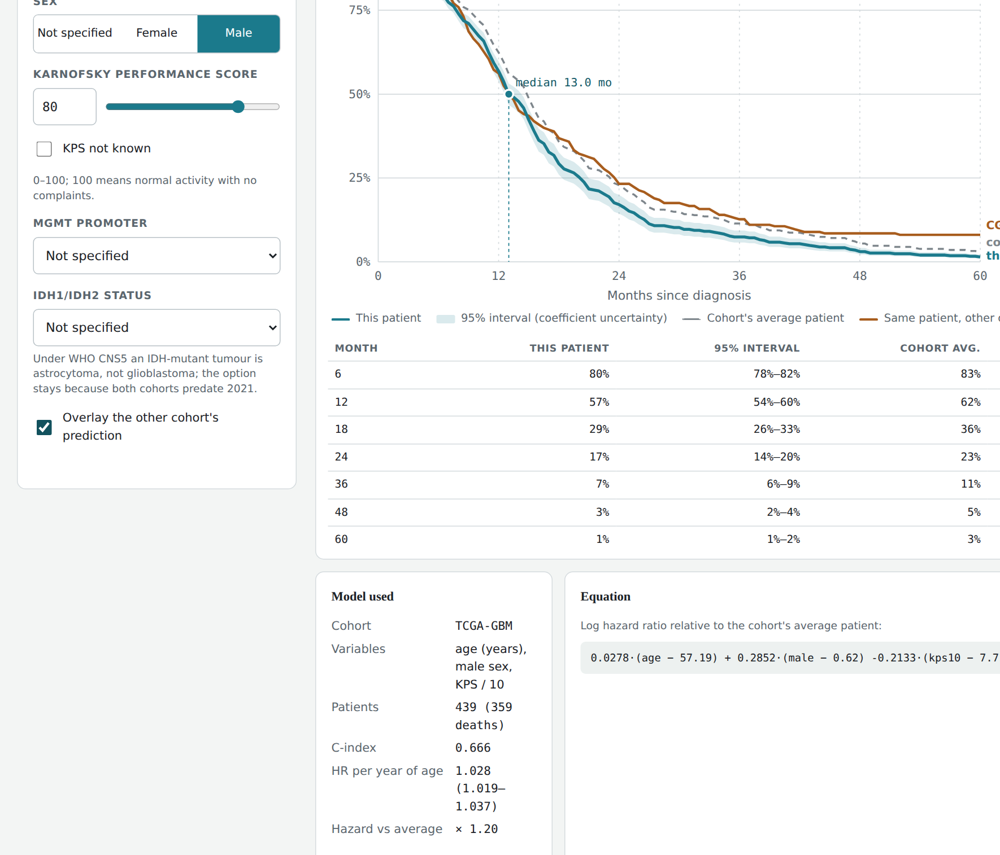 SEX
Not specified
Female
Male
KARNOFSKY PERFORMANCE SCORE
80
KPS not known
0–100; 100 means normal activity with no
complaints.
MGMT PROMOTER
Not specified
IDH1/IDH2 STATUS
Not specified
Under WHO CNS5 an IDH-mutant tumour is
astrocytoma, not glioblastoma; the option
stays because both cohorts predate 2021.
Overlay the other cohort's
prediction
75%
50%
25%
0%
median 13.0 mo
0 12 24 36 48 60
Months since diagnosis
This patient 95% interval (coefficient uncertainty) Cohort's average patient Same patient, other
MONTH THIS PATIENT 95% INTERVAL COHORT AVG.
6 80% 78%–82% 83%
12 57% 54%–60% 62%
18 29% 26%–33% 36%
24 17% 14%–20% 23%
36 7% 6%–9% 11%
48 3% 2%–4% 5%
60 1% 1%–2% 3%
Model used
Cohort TCGA-GBM
Variables age (years),
male sex,
KPS / 10
Patients 439 (359
deaths)
C-index 0.666
HR per year of age 1.028
(1.019–
1.037)
Hazard vs average × 1.20
Equation
Log hazard ratio relative to the cohort's average patient:
0.0278·(age − 57.19) + 0.2852·(male − 0.62) -0.2133·(kps10 − 7.7